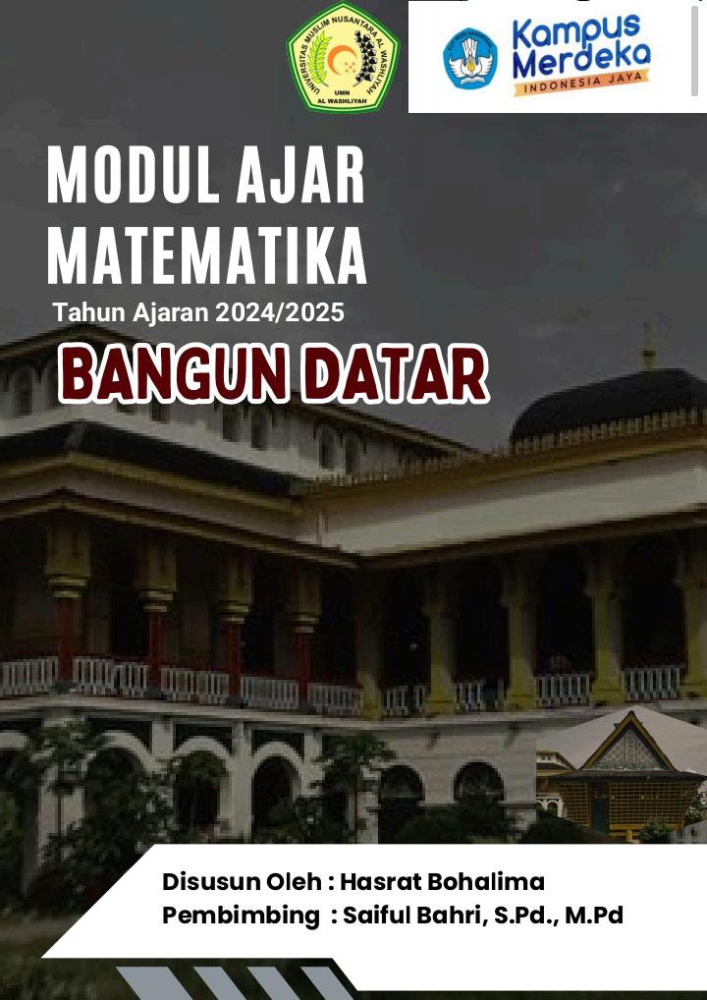 UNIVERSITAS MUSLIM NUSANTARA AL WASHLIYAH
UMN
AL WASHLIYAH
Kampus
Merdeka
INDONESIA JAYA
MODUL AJAR
MATEMATIKA
Tahun Ajaran 2024/2025
BANGUN DATAR
Disusun Oleh : Hasrat Bohalima
Pembimbing : Saiful Bahri, S.Pd., M.Pd